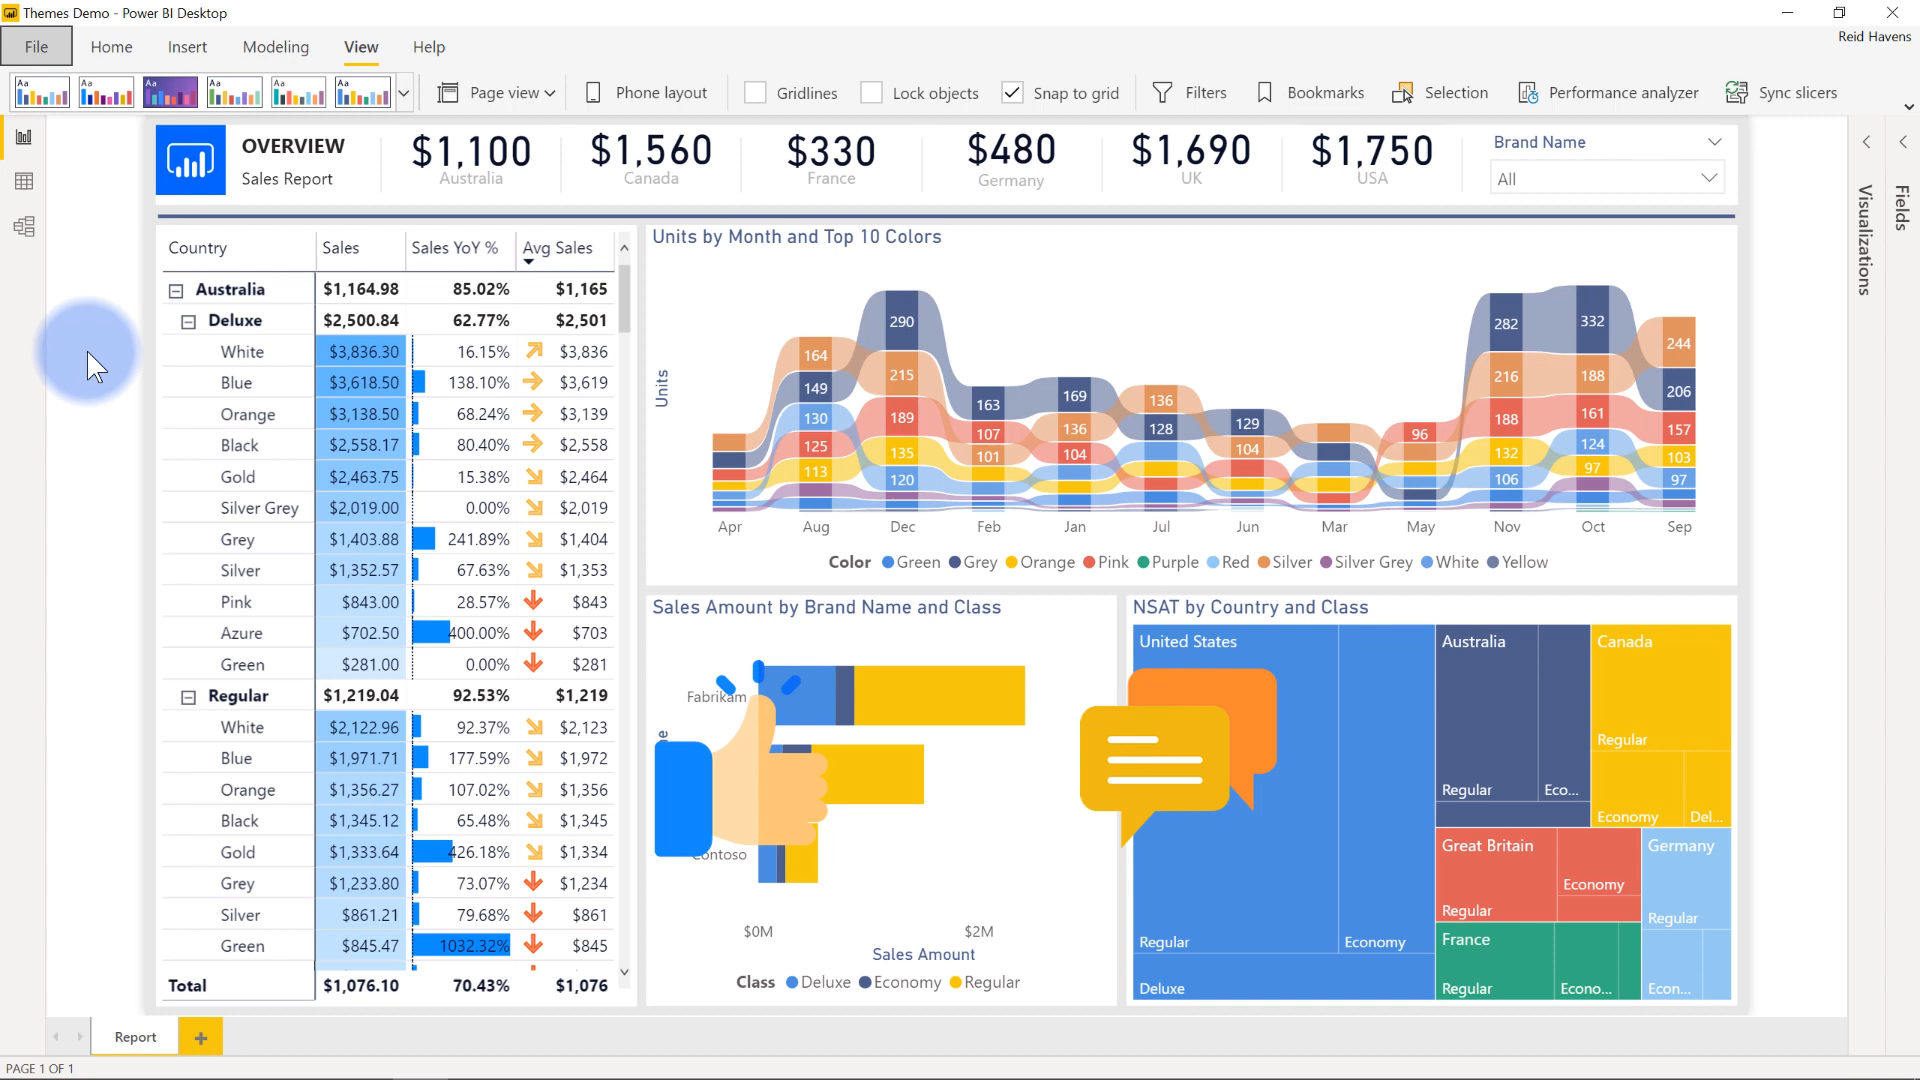 Themes Demo - Power BI Desktop
Reid Havens
File Home Insert Modeling View Help
Aa Aa Aa Aa Aa Aa Page view Phone layout Gridlines Lock objects Snap to grid Filters Bookmarks Selection Performance analyzer Sync slicers
OVERVIEW
Sales Report
$1,100
Australia
$1,560
Canada
$330
France
$480
Germany
$1,690
UK
$1,750
USA
Brand Name
All
Visualizations
Fields
Country Sales Sales YoY % Avg Sales
Australia $1,164.98 85.02% $1,165
Deluxe $2,500.84 62.77% $2,501
White $3,836.30 16.15% $3,836
Blue $3,618.50 138.10% $3,619
Orange $3,138.50 68.24% $3,139
Black $2,558.17 80.40% $2,558
Gold $2,463.75 15.38% $2,464
Silver Grey $2,019.00 0.00% $2,019
Grey $1,403.88 241.89% $1,404
Silver $1,352.57 67.63% $1,353
Pink $843.00 28.57% $843
Azure $702.50 400.00% $703
Green $281.00 0.00% $281
Regular $1,219.04 92.53% $1,219
White $2,122.96 92.37% $2,123
Blue $1,971.71 177.59% $1,972
Orange $1,356.27 107.02% $1,356
Black $1,345.12 65.48% $1,345
Gold $1,333.64 426.18% $1,334
Grey $1,233.80 73.07% $1,234
Silver $861.21 79.68% $861
Green $845.47 1032.32% $845
Total $1,076.10 70.43% $1,076
Units by Month and Top 10 Colors
Units
164 149 130 125 113
290 215 189 135 120
163 107 101
169 136 104
136 128
129 104
96
282 216 188 132 106
332 188 161 124 97
244 206 157 103 97
Apr Aug Dec Feb Jan Jul Jun Mar May Nov Oct Sep
Color Green Grey Orange Pink Purple Red Silver Silver Grey White Yellow
Sales Amount by Brand Name and Class
Fabrikam
Contoso
$0M $2M
Sales Amount
Class Deluxe Economy Regular
NSAT by Country and Class
United States
Regular
Economy
Deluxe
Australia
Regular
Eco...
Canada
Regular
Economy
Del...
Great Britain
Economy
Regular
Germany
Regular
Econ...
France
Regular
Econo...
Report
PAGE 1 OF 1